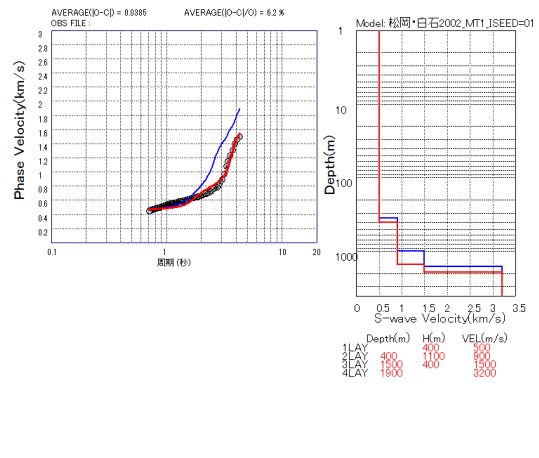 AVERAGE(|O-C|) = 0.0385 AVERAGE(|O-C|/O) = 6.2 %
OBS FILE :
Phase Velocity(km/s)
3
2.8
2.6
2.4
2.2
2
1.8
1.6
1.4
1.2
1
0.8
0.6
0.4
0.2
0.1 1 10 20
周期 (秒)
Model: 松岡・白石2002_MT1_ISEED=01
Depth(m)
1
10
100
1000
0 0.5 1 1.5 2 2.5 3 3.5
S-wave Velocity(km/s)
Depth(m) H(m) VEL(m/s)
1LAY 400 500
2LAY 400 1100 900
3LAY 1500 400 1500
4LAY 1900 3200